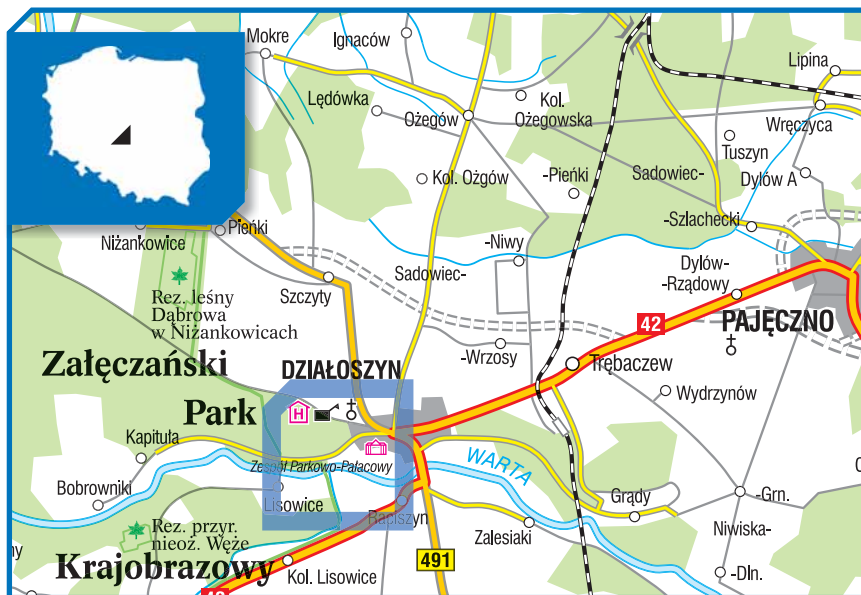 Mokre
Ignaców
Lipina
Lędówka
Kol.
Ożegowska
Ożegów
Wręczyca
Tuszyn
Kol. Ożgów
-Pieńki
Sadowiec-
Dylów A
-Szlachecki
Niżankowice
Pieńki
-Niwy
Sadowiec-
Dylów-
-Rządowy
Szczyty
Rez. leśny
Dąbrowa
w Niżankowicach
42
PAJĘCZNO
-Wrzosy
Załęczański
DZIAŁOSZYN
Trębaczew
Wydrzynów
Park
H
Kapituła
WARTA
Zespół Parkowo-Pałacowy
Bobrowniki
Lisowice
Raciszyn
Grądy
-Grn.
Niwiska-
Rez. przyr.
nieoż. Węże
Zalesiaki
491
Krajobrazowy
Kol. Lisowice
-Dln.